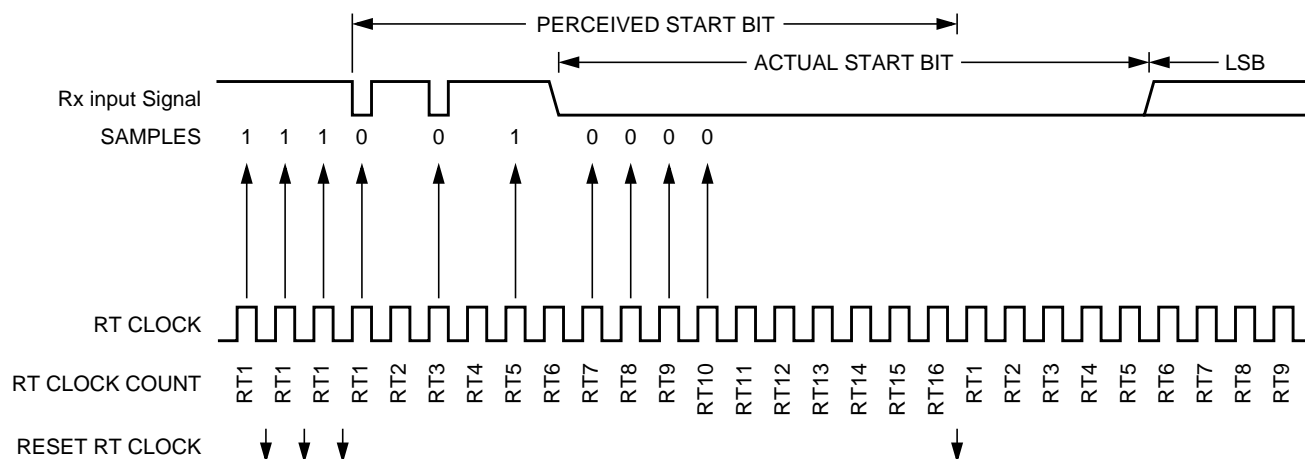 PERCEIVED START BIT
ACTUAL START BIT LSB
Rx input Signal
SAMPLES 1 1 1 0 0 1 0 0 0 0
RT CLOCK
RT CLOCK COUNT RT1 RT1 RT1 RT1 RT2 RT3 RT4 RT5 RT6 RT7 RT8 RT9 RT10 RT11 RT12 RT13 RT14 RT15 RT16 RT1 RT2 RT3 RT4 RT5 RT6 RT7 RT8 RT9
RESET RT CLOCK